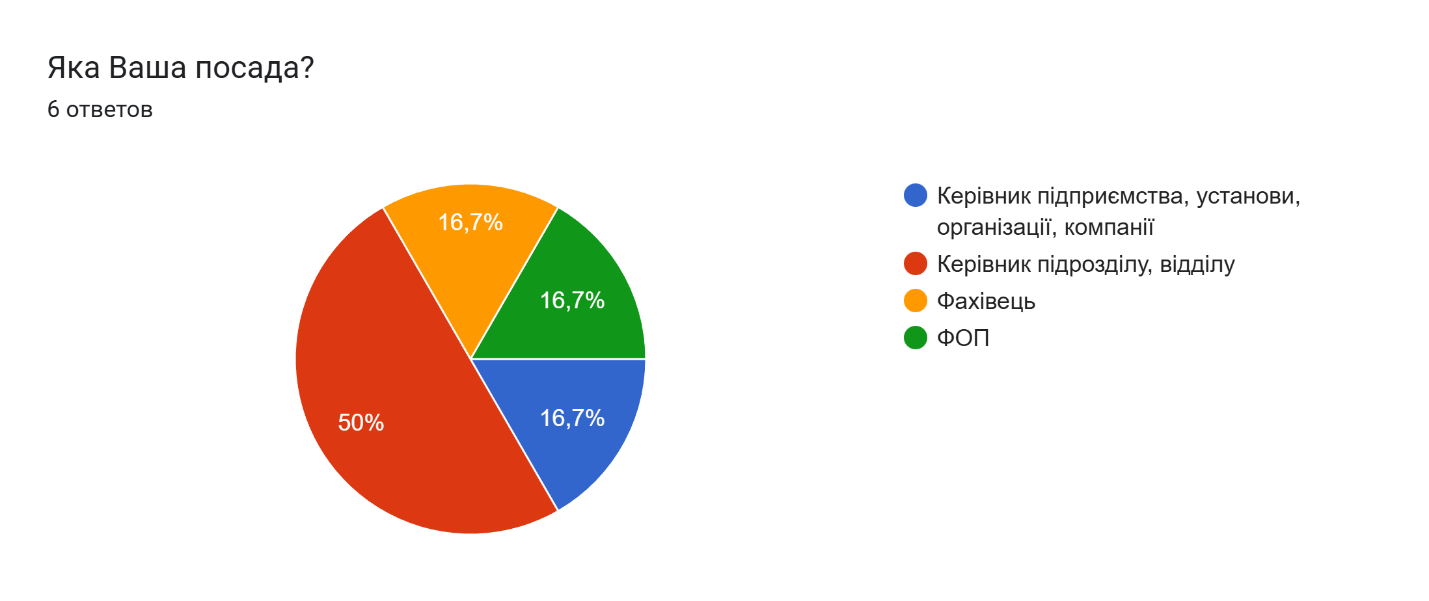 Яка Ваша посада?
6 ответов
16,7%
16,7%
50%
16,7%
Керівник підприємства, установи,
організації, компанії
Керівник підрозділу, відділу
Фахівець
ФОП